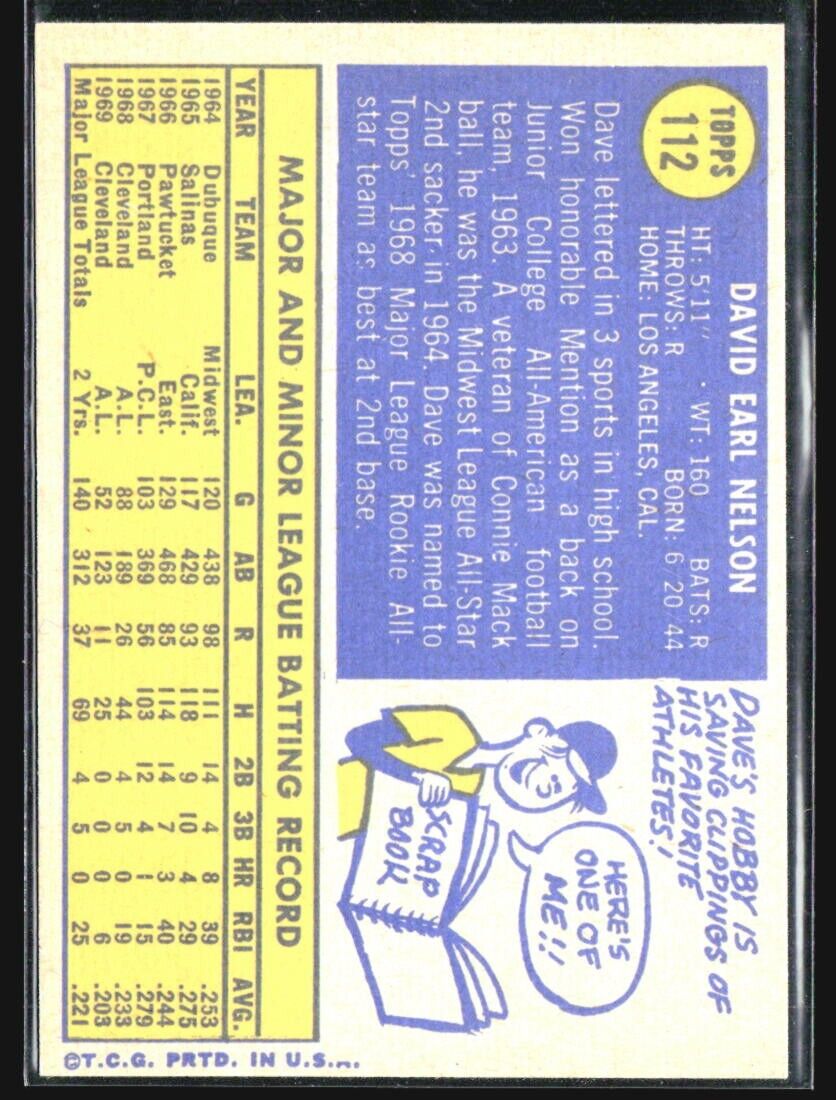 TOPPS
112
DAVID EARL NELSON
HT: 5'11" · WT: 160 BATS: R
THROWS: R BORN: 6 20 44
HOME: LOS ANGELES, CAL.
Dave lettered in 3 sports in high school.
Won honorable Mention as a back on
Junior College All-American football
team, 1963. A veteran of Connie Mack
ball, he was the Midwest League All-Star
2nd sacker in 1964. Dave was named to
Topps' 1968 Major League Rookie All-
star team as best at 2nd base.
DAVE'S HOBBY IS
SAVING CLIPPINGS OF
HIS FAVORITE
ATHLETES!
HERE'S
ONE OF
ME!!
SCRAP
BOOK
MAJOR AND MINOR LEAGUE BATTING RECORD
YEAR TEAM LEA. G AB R H 2B 3B HR RBI AVG.
1964 Dubuque Midwest 120 438 98 111 14 4 8 39 .253
1965 Salinas Calif. 117 429 93 118 9 10 4 29 .275
1966 Pawtucket East. 129 468 85 114 14 7 3 40 .244
1967 Portland P.C.L. 103 369 56 103 12 4 1 15 .279
1968 Cleveland A.L. 88 189 26 44 4 5 0 19 .233
1969 Cleveland A.L. 52 123 11 25 0 0 0 6 .203
Major League Totals 2 Yrs. 140 312 37 69 4 5 0 25 .221
©T.C.G. PRTD. IN U.S.A.